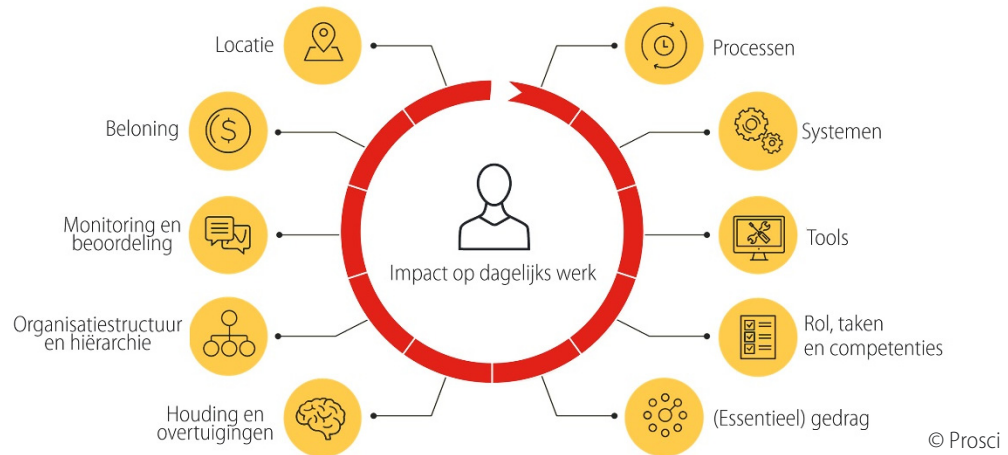 Locatie
Processen
Beloning
$
Systemen
Monitoring en
beoordeling
Tools
Impact op dagelijks werk
Organisatiestructuur
en hiërarchie
Rol, taken
en competenties
Houding en
overtuigingen
(Essentieel) gedrag
© Prosci